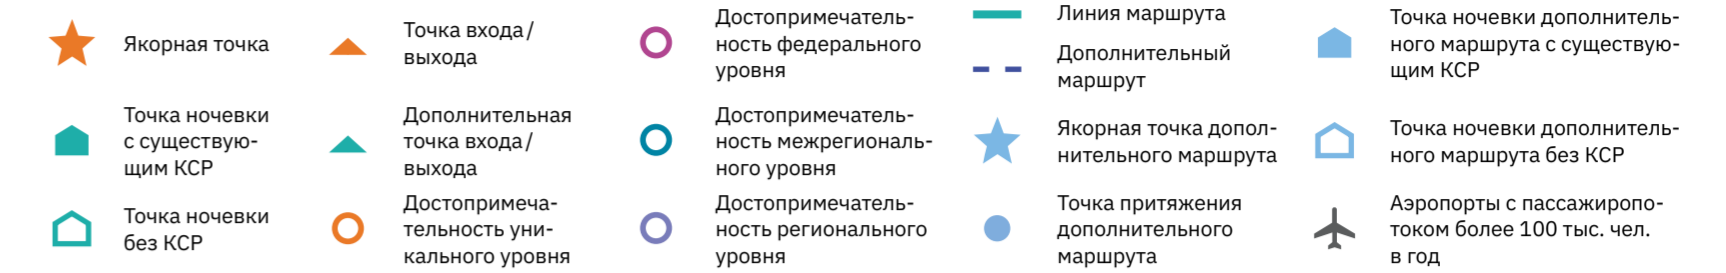 Якорная точка
Точка ночевки
с существую-
щим КСР
Точка ночевки
без КСР
Точка входа/
выхода
Дополнительная
точка входа/
выхода
Достопримеча-
тельность уни-
кального уровня
Достопримечатель-
ность федерального
уровня
Достопримечатель-
ность межрегиональ-
ного уровня
Достопримечатель-
ность регионального
уровня
Линия маршрута
Дополнительный
маршрут
Якорная точка допол-
нительного маршрута
Точка притяжения
дополнительного
маршрута
Точка ночевки дополнитель-
ного маршрута с существую-
щим КСР
Точка ночевки дополнитель-
ного маршрута без КСР
Аэропорты с пассажиропо-
током более 100 тыс. чел.
в год